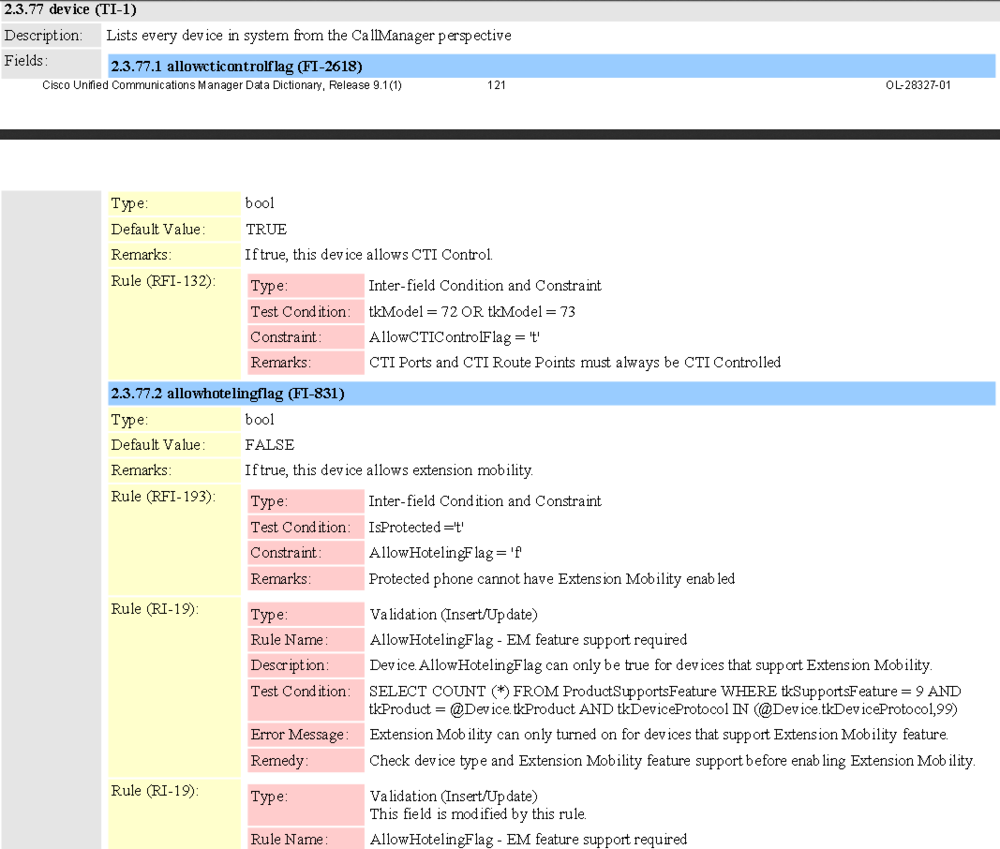 2.3.77 device (TI-1)
Description: Lists every device in system from the CallManager perspective
Fields: 2.3.77.1 allowcticontrolflag (FI-2618)
Cisco Unified Communications Manager Data Dictionary, Release 9.1(1) 121 OL-28327-01
Type: bool
Default Value: TRUE
Remarks: If true, this device allows CTI Control.
Rule (RFI-132): Type: Inter-field Condition and Constraint
Test Condition: tkModel = 72 OR tkModel = 73
Constraint: AllowCTIControlFlag = 't'
Remarks: CTI Ports and CTI Route Points must always be CTI Controlled
2.3.77.2 allowhotelingflag (FI-831)
Type: bool
Default Value: FALSE
Remarks: If true, this device allows extension mobility.
Rule (RFI-193): Type: Inter-field Condition and Constraint
Test Condition: IsProtected ='t'
Constraint: AllowHotelingFlag = 'f'
Remarks: Protected phone cannot have Extension Mobility enabled
Rule (RI-19): Type: Validation (Insert/Update)
Rule Name: AllowHotelingFlag - EM feature support required
Description: Device.AllowHotelingFlag can only be true for devices that support Extension Mobility.
Test Condition: SELECT COUNT (*) FROM ProductSupportsFeature WHERE tkSupportsFeature = 9 AND
tkProduct = @Device.tkProduct AND tkDeviceProtocol IN (@Device.tkDeviceProtocol,99)
Error Message: Extension Mobility can only turned on for devices that support Extension Mobility feature.
Remedy: Check device type and Extension Mobility feature support before enabling Extension Mobility.
Rule (RI-19): Type: Validation (Insert/Update)
This field is modified by this rule.
Rule Name: AllowHotelingFlag - EM feature support required